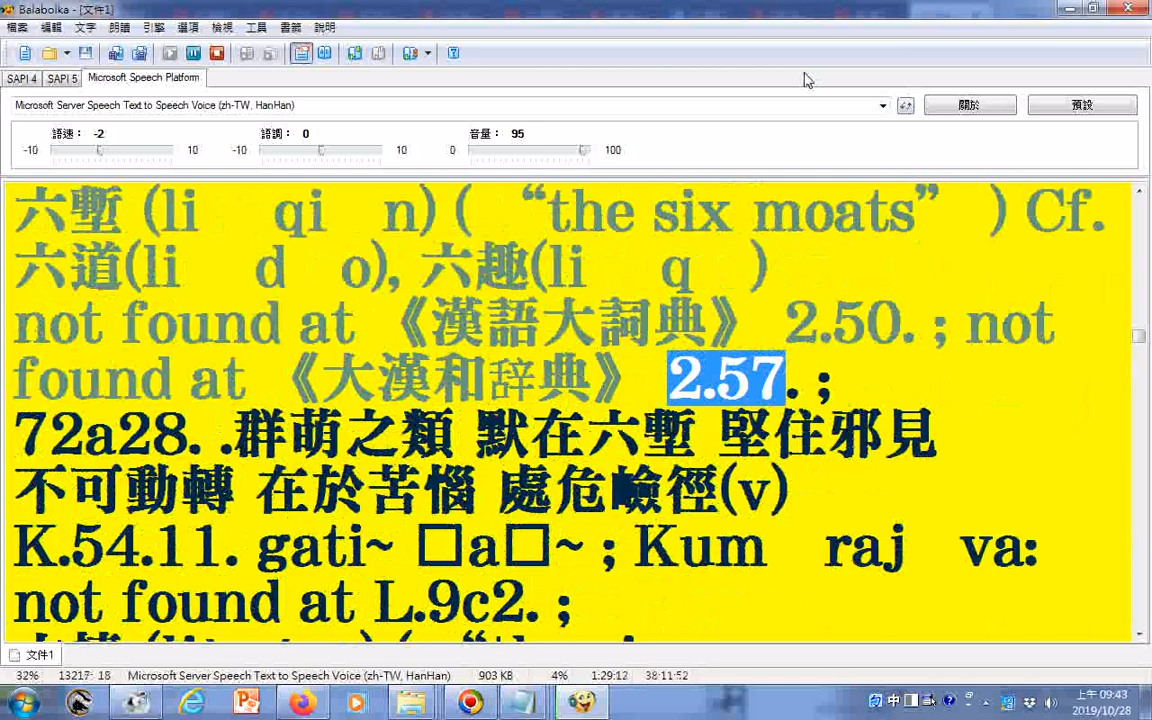 Balabolka - [文件1]
檔案 編輯 文字 朗讀 引擎 選項 檢視 工具 書籤 說明
SAPI 4 SAPI 5 Microsoft Speech Platform
Microsoft Server Speech Text to Speech Voice (zh-TW, HanHan) 關於 預設
語速： -2 語調： 0 音量： 95
-10 10 -10 10 0 100
六塹 (li qi n) ( “the six moats” ) Cf.
六道(li d o), 六趣(li q )
not found at 《漢語大詞典》 2.50. ; not
found at 《大漢和辞典》 2.57. ;
72a28. .群萌之類 默在六塹 堅住邪見
不可動轉 在於苦惱 處危嶮徑(v)
K.54.11. gati~ □a□~ ; Kum raj va:
not found at L.9c2. ;
文件1
32% 13217: 18 Microsoft Server Speech Text to Speech Voice (zh-TW, HanHan) 903 KB 4% 1:29:12 38:11:52
中
上午 09:43
2019/10/28